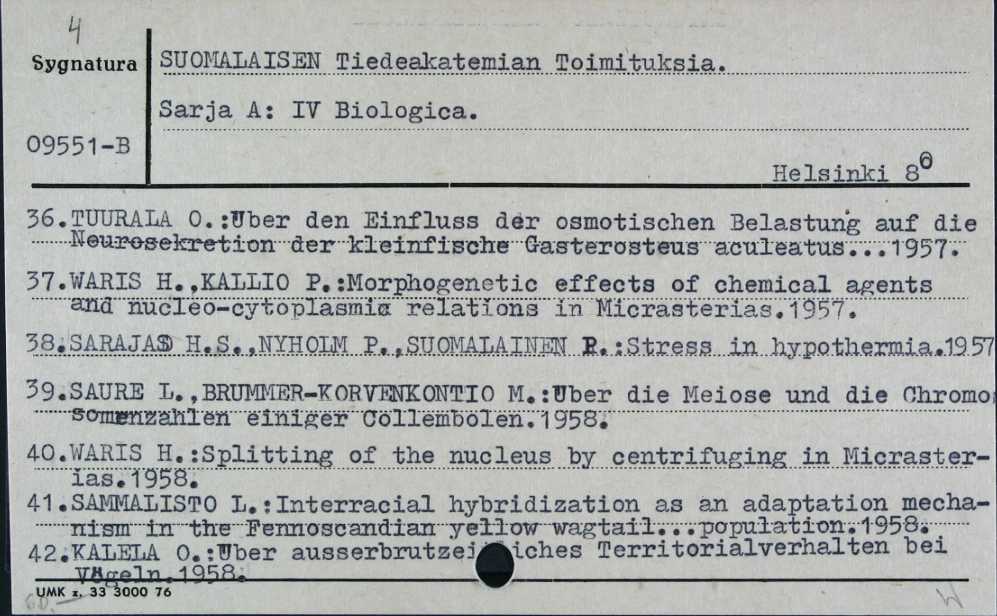 4
Sygnatura
SUOMALAISEN Tiedeakatemian Toimituksia.
Sarja A: IV Biologica.
09551-B
Helsinki 8⁰
36.TUURALA O.:Über den Einfluss der osmotischen Belastung auf die
Neurosekretion der kleinfische Gasterosteus aculeatus...1957.
37.WARIS H.,KALLIO P.:Morphogenetic effects of chemical agents
and nucleo-cytoplasmic relations in Micrasterias.1957.
38.SARAJAS H.S.,NYHOLM P.,SUOMALAINEN P.:Stress in hypothermia.1957
39.SAURE L.,BRUMMER-KORVENKONTIO M.:Über die Meiose und die Chromo
somenzahlen einiger Collembolen.1958.
40.WARIS H.:Splitting of the nucleus by centrifuging in Micraster-
ias.1958.
41.SAMMALISTO L.:Interracial hybridization as an adaptation mecha-
nism in the Fennoscandian yellow wagtail...population.1958.
42.KALELA O.:Über ausserbrutzei iches Territorialverhalten bei
Vögeln.1958.
UMK z. 33 3000 76